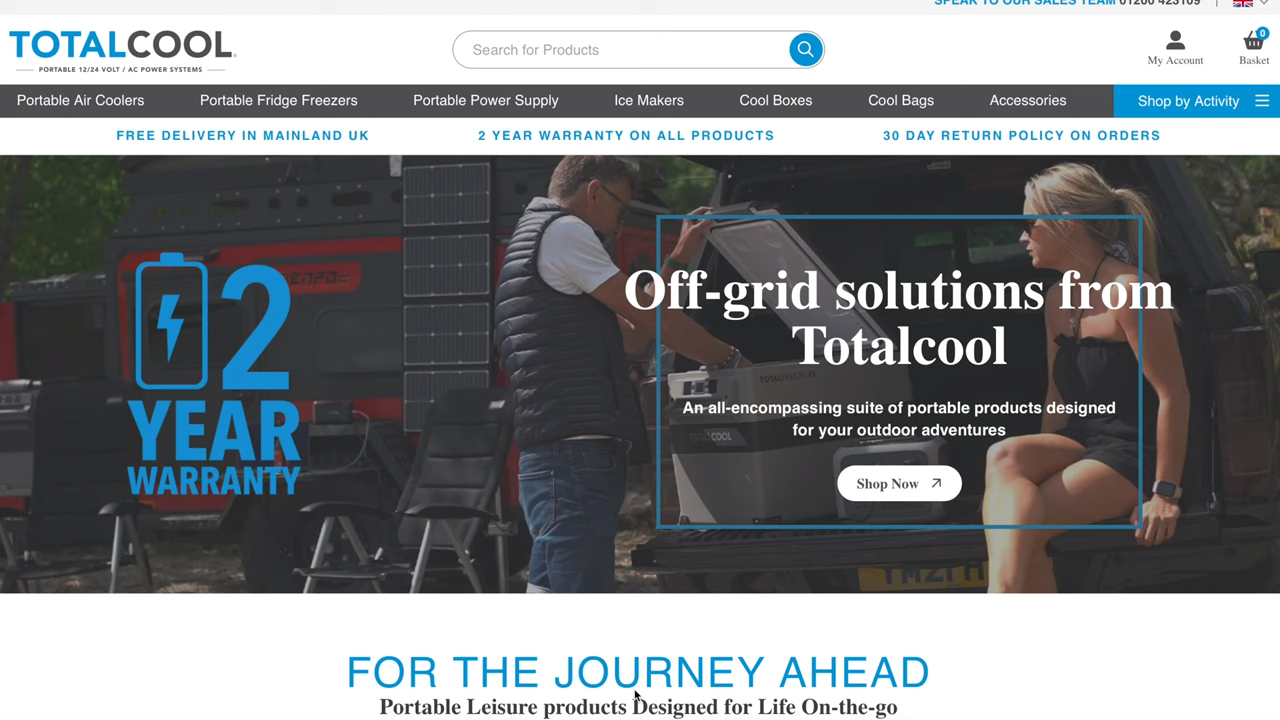 SPEAK TO OUR SALES TEAM 01200 423109
TOTALCOOL
PORTABLE 12/24 VOLT / AC POWER SYSTEMS
Search for Products
My Account
0
Basket
Portable Air Coolers
Portable Fridge Freezers
Portable Power Supply
Ice Makers
Cool Boxes
Cool Bags
Accessories
Shop by Activity
FREE DELIVERY IN MAINLAND UK
2 YEAR WARRANTY ON ALL PRODUCTS
30 DAY RETURN POLICY ON ORDERS
2
YEAR
WARRANTY
Off-grid solutions from
Totalcool
An all-encompassing suite of portable products designed
for your outdoor adventures
Shop Now
TOTALCOOL
FOR THE JOURNEY AHEAD
Portable Leisure products Designed for Life On-the-go